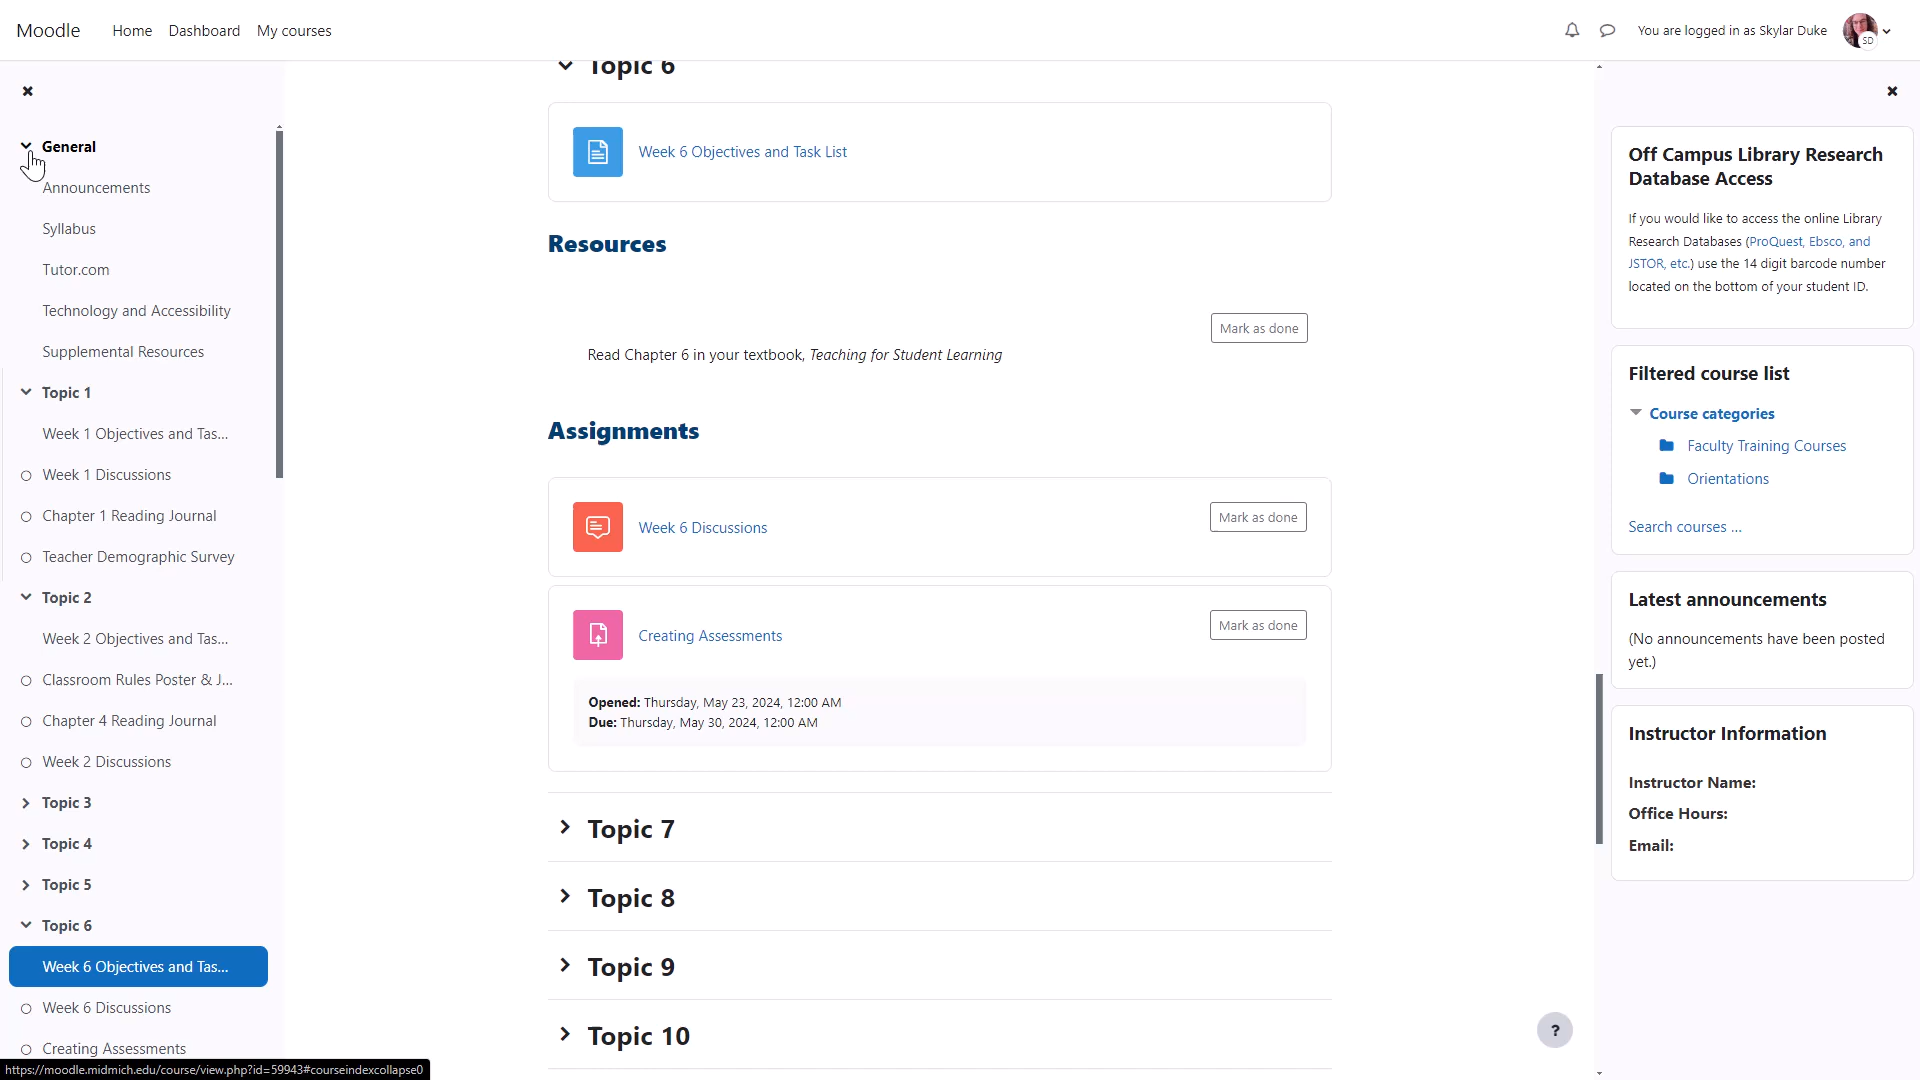 Moodle
Home
Dashboard
My courses
You are logged in as Skylar Duke
SD
General
Announcements
Syllabus
Tutor.com
Technology and Accessibility
Supplemental Resources
Topic 1
Week 1 Objectives and Tas...
Week 1 Discussions
Chapter 1 Reading Journal
Teacher Demographic Survey
Topic 2
Week 2 Objectives and Tas...
Classroom Rules Poster & J...
Chapter 4 Reading Journal
Week 2 Discussions
Topic 3
Topic 4
Topic 5
Topic 6
Week 6 Objectives and Tas...
Week 6 Discussions
Creating Assessments
https://moodle.midmich.edu/course/view.php?id=59943#courseindexcollapse0
Topic 6
Week 6 Objectives and Task List
Resources
Mark as done
Read Chapter 6 in your textbook, Teaching for Student Learning
Assignments
Week 6 Discussions
Mark as done
Creating Assessments
Mark as done
Opened: Thursday, May 23, 2024, 12:00 AM
Due: Thursday, May 30, 2024, 12:00 AM
Topic 7
Topic 8
Topic 9
Topic 10
?
Off Campus Library Research
Database Access
If you would like to access the online Library
Research Databases (ProQuest, Ebsco, and
JSTOR, etc.) use the 14 digit barcode number
located on the bottom of your student ID.
Filtered course list
Course categories
Faculty Training Courses
Orientations
Search courses ...
Latest announcements
(No announcements have been posted
yet.)
Instructor Information
Instructor Name:
Office Hours:
Email: